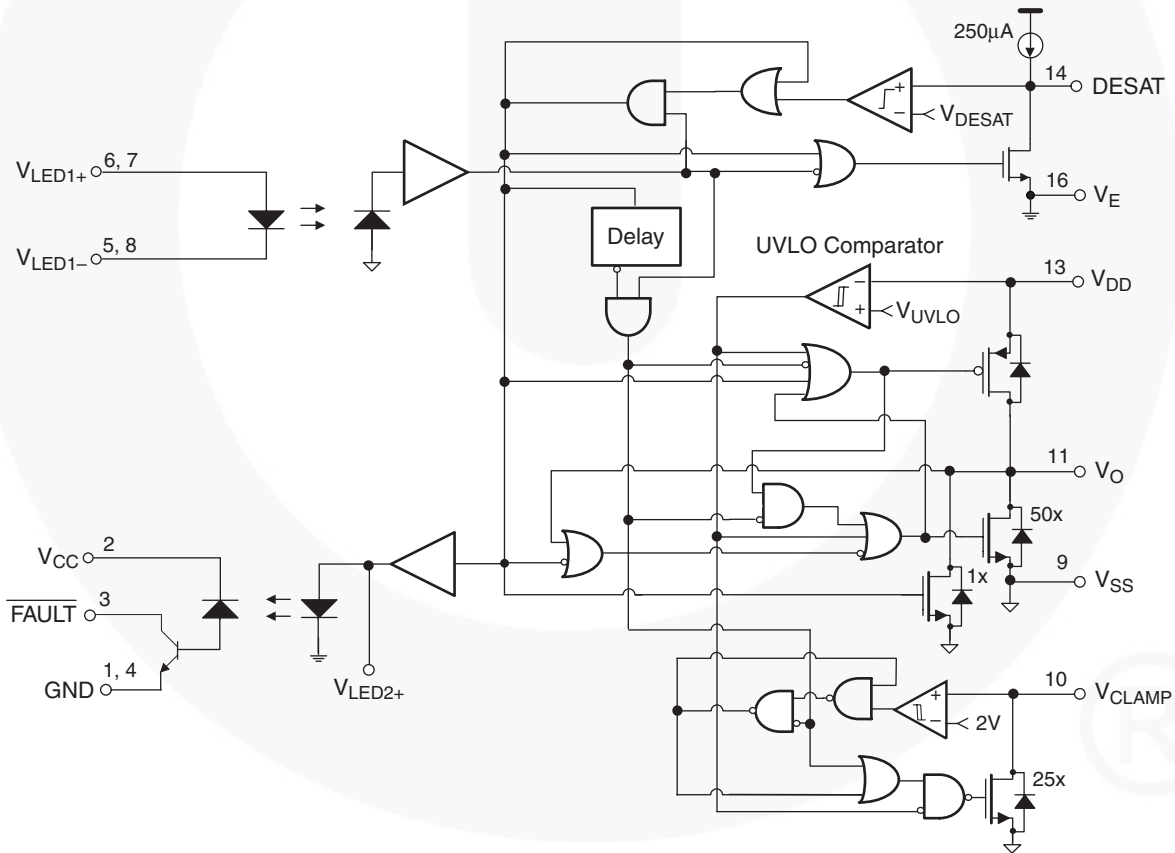 250μA
14 DESAT
V_DESAT
+
−
V_LED1+ 6, 7
16 V_E
V_LED1− 5, 8
Delay
UVLO Comparator
13 V_DD
−
+
V_UVLO
11 V_O
50x
V_CC 2
1x
9 V_SS
FAULT 3
GND 1, 4
V_LED2+
10 V_CLAMP
+
−
2V
25x
®